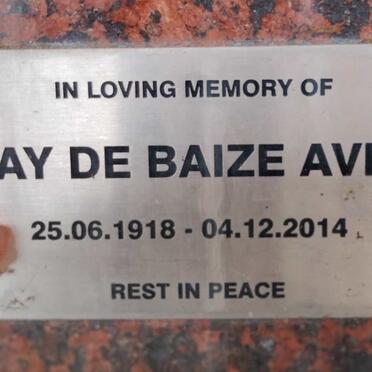 IN LOVING MEMORY OF
AY DE BAIZE AV
25.06.1918 - 04.12.2014
REST IN PEACE